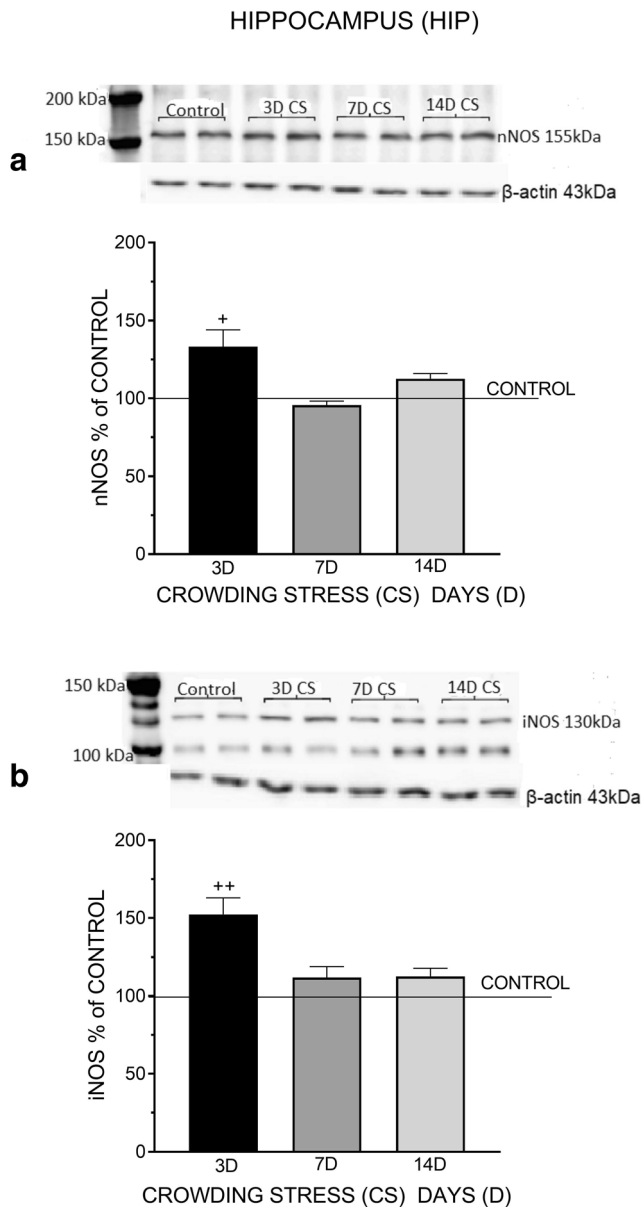 HIPPOCAMPUS (HIP)
200 kDa
Control 3D CS 7D CS 14D CS
150 kDa
nNOS 155kDa
a
β-actin 43kDa
200
150
100
50
0
nNOS % of CONTROL
+
CONTROL
3D 7D 14D
CROWDING STRESS (CS) DAYS (D)
150 kDa
Control 3D CS 7D CS 14D CS
iNOS 130kDa
100 kDa
b
β-actin 43kDa
200
150
100
50
0
iNOS % of CONTROL
++
CONTROL
3D 7D 14D
CROWDING STRESS (CS) DAYS (D)